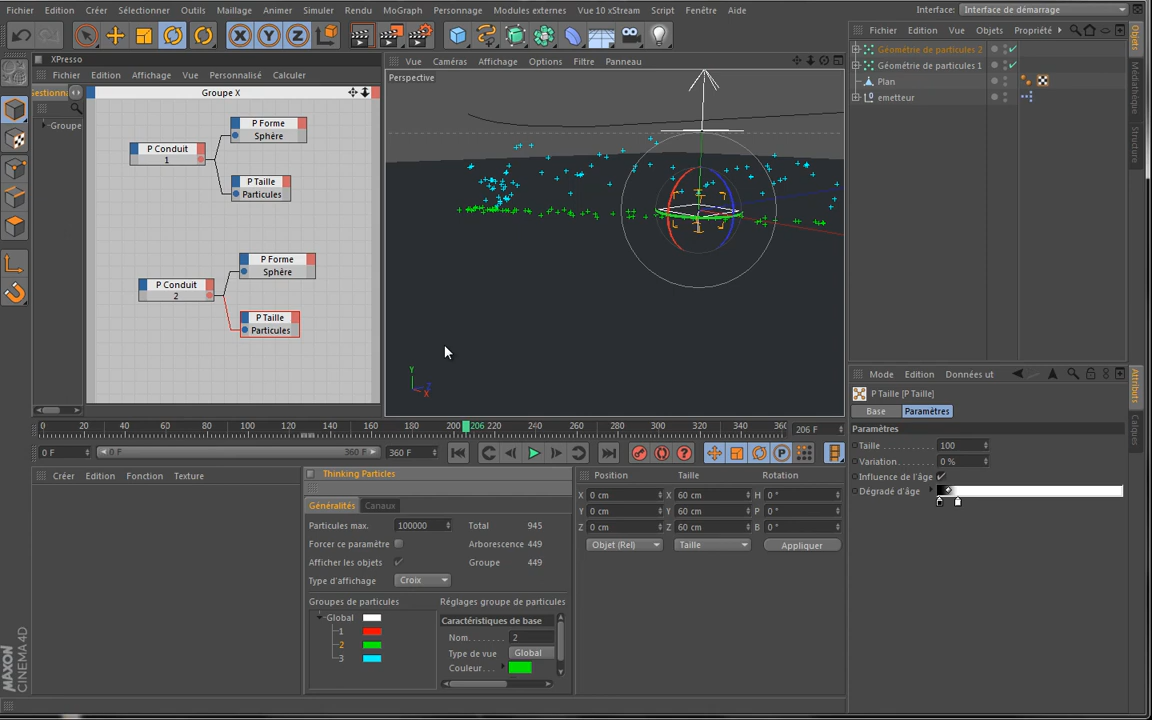 Fichier Edition Créer Sélectionner Outils Maillage Animer Simuler Rendu MoGraph Personnage Modules externes Vue 10 xStream Script Fenêtre Aide
Interface: Interface de démarrage
X Y Z
XPresso
Fichier Edition Affichage Vue Personnalisé Calculer
Groupe X
Groupe
P Conduit
1
P Forme
Sphère
P Taille
Particules
P Conduit
2
P Forme
Sphère
P Taille
Particules
Vue Caméras Affichage Options Filtre Panneau
Perspective
Y
X
Fichier Edition Vue Objets Propriété
Géométrie de particules 2
Géométrie de particules 1
Plan
emetteur
Objets
Médiathèque
Structure
Mode Edition Données ut
P Taille [P Taille]
Base Paramètres
Paramètres
Taille 100
Variation 0 %
Influence de l'âge
Dégradé d'âge
Attributs
0 20 40 60 80 100 120 140 160 180 200 206 220 240 260 280 300 320 340 36
206 F
0 F 0 F 360 F 360 F
P
Créer Edition Fonction Texture
Thinking Particles
Généralités Canaux
Particules max. 100000 Total 945
Forcer ce paramètre Arborescence 449
Afficher les objets Groupe 449
Type d'affichage Croix
Groupes de particules
Global
1
2
3
Réglages groupe de particules
Caractéristiques de base
Nom 2
Type de vue Global
Couleur
Position Taille Rotation
X 0 cm X 60 cm H 0 °
Y 0 cm Y 60 cm P 0 °
Z 0 cm Z 60 cm B 0 °
Objet (Rel) Taille Appliquer
MAXON
CINEMA4D